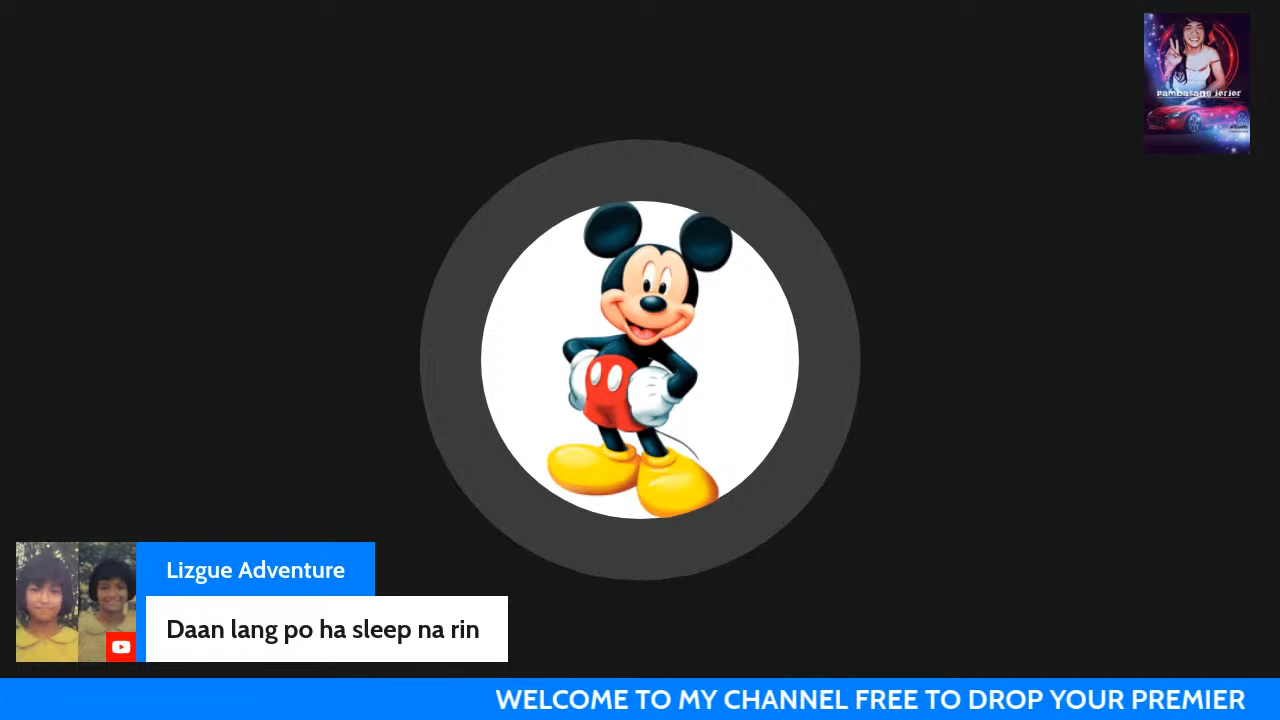 Pambasang jerjer
Lizgue Adventure
Daan lang po ha sleep na rin
WELCOME TO MY CHANNEL FREE TO DROP YOUR PREMIER